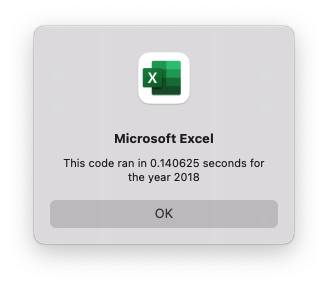 X
Microsoft Excel
This code ran in 0.140625 seconds for
the year 2018
OK